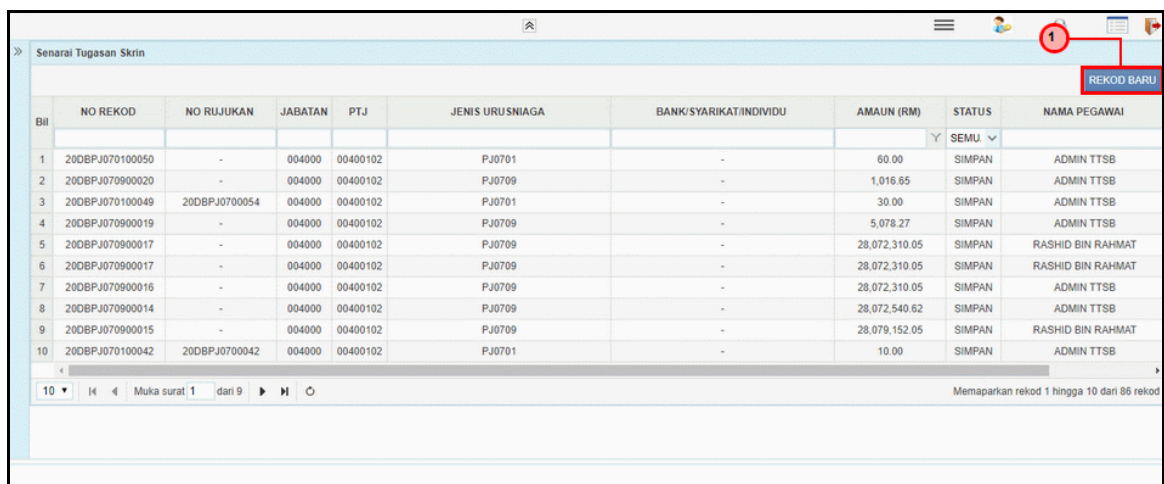 1
Senarai Tugasan Skrin
REKOD BARU
Bil NO REKOD NO RUJUKAN JABATAN PTJ JENIS URUSNIAGA BANK/SYARIKAT/INDIVIDU AMAUN (RM) STATUS NAMA PEGAWAI
SEMU.
1 20DBPJ070100050 - 004000 00400102 PJ0701 - 60.00 SIMPAN ADMIN TTSB
2 20DBPJ070900020 - 004000 00400102 PJ0709 - 1,016.65 SIMPAN ADMIN TTSB
3 20DBPJ070100049 20DBPJ0700054 004000 00400102 PJ0701 - 30.00 SIMPAN ADMIN TTSB
4 20DBPJ070900019 - 004000 00400102 PJ0709 - 5,078.27 SIMPAN ADMIN TTSB
5 20DBPJ070900017 - 004000 00400102 PJ0709 - 28,072,310.05 SIMPAN RASHID BIN RAHMAT
6 20DBPJ070900017 - 004000 00400102 PJ0709 - 28,072,310.05 SIMPAN RASHID BIN RAHMAT
7 20DBPJ070900016 - 004000 00400102 PJ0709 - 28,072,310.05 SIMPAN ADMIN TTSB
8 20DBPJ070900014 - 004000 00400102 PJ0709 - 28,072,540.62 SIMPAN ADMIN TTSB
9 20DBPJ070900015 - 004000 00400102 PJ0709 - 28,079,152.05 SIMPAN RASHID BIN RAHMAT
10 20DBPJ070100042 20DBPJ0700042 004000 00400102 PJ0701 - 10.00 SIMPAN ADMIN TTSB
10 Muka surat 1 dari 9 Memaparkan rekod 1 hingga 10 dari 86 rekod